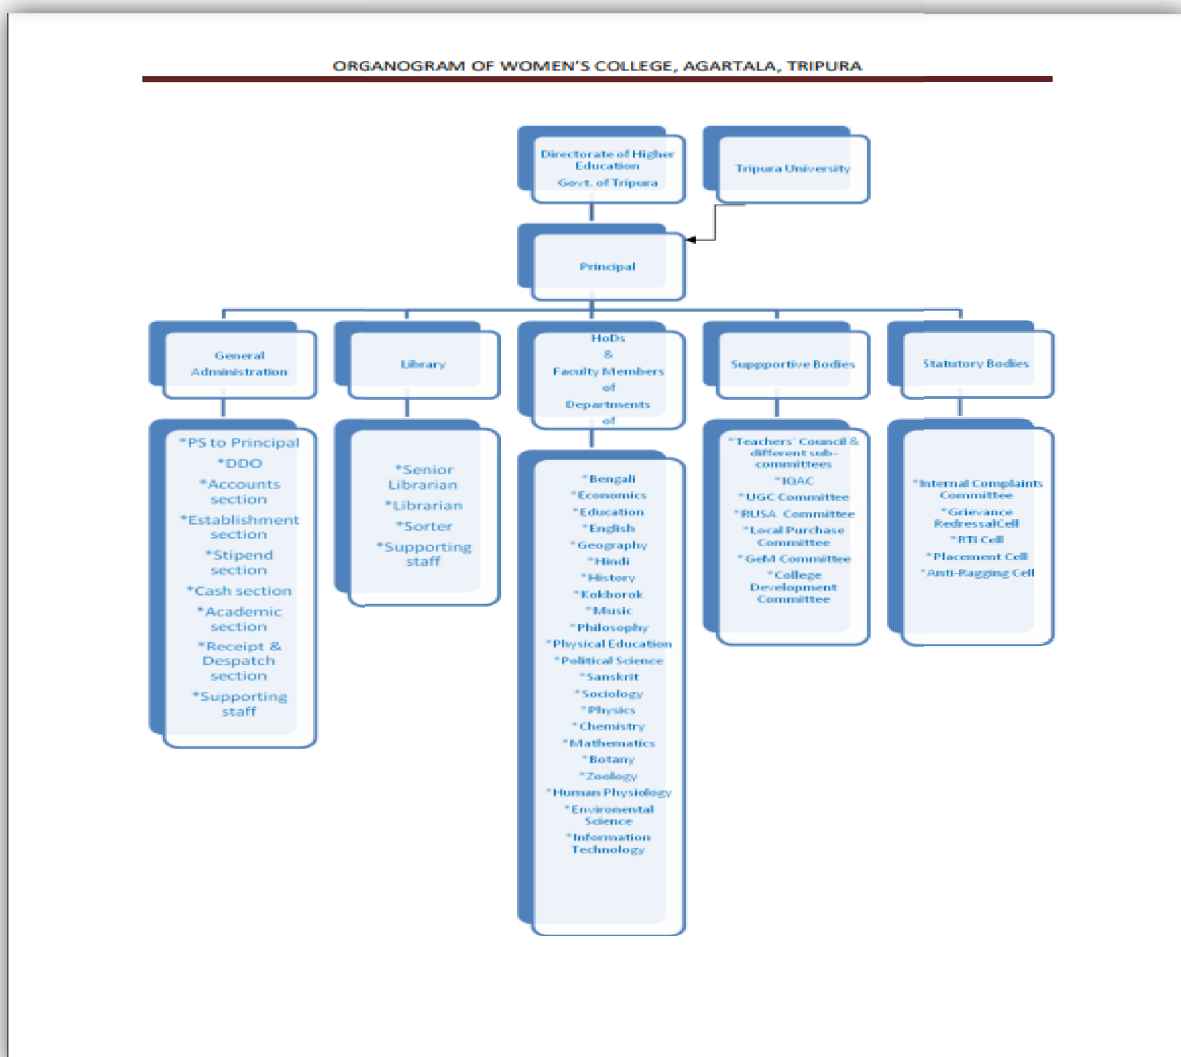 ORGANOGRAM OF WOMEN'S COLLEGE, AGARTALA, TRIPURA
Directorate of Higher
Education
Govt. of Tripura
Tripura University
Principal
General
Administration
Library
HoDs
&
Faculty Members
of
Departments
of
Suppportive Bodies
Statutory Bodies
*PS to Principal
*DDO
*Accounts
section
*Establishment
section
*Stipend
section
*Cash section
*Academic
section
*Receipt &
Despatch
section
*Supporting
staff
*Senior
Librarian
*Librarian
*Sorter
*Supporting
staff
*Bengali
*Economics
*Education
*English
*Geography
*Hindi
*History
*Kokborok
*Music
*Philosophy
*Physical Education
*Political Science
*Sanskrit
*Sociology
*Physics
*Chemistry
*Mathematics
*Botany
*Zoology
*Human Physiology
*Enviromental
Science
*Information
Technology
*Teachers' Council &
different sub-
committees
*IQAC
*UGC Committee
*RUSA Committee
*Local Purchase
Committee
*GeM Committee
*College
Development
Committee
*Internal Complaints
Committee
*Grievance
RedressalCell
*RTI Cell
*Placement Cell
*Anti-Ragging Cell